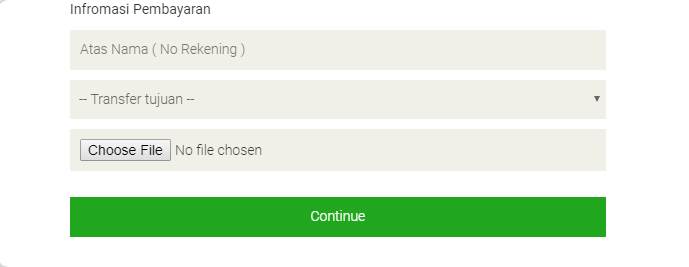 Infromasi Pembayaran
Atas Nama ( No Rekening )
-- Transfer tujuan --
Choose File No file chosen
Continue